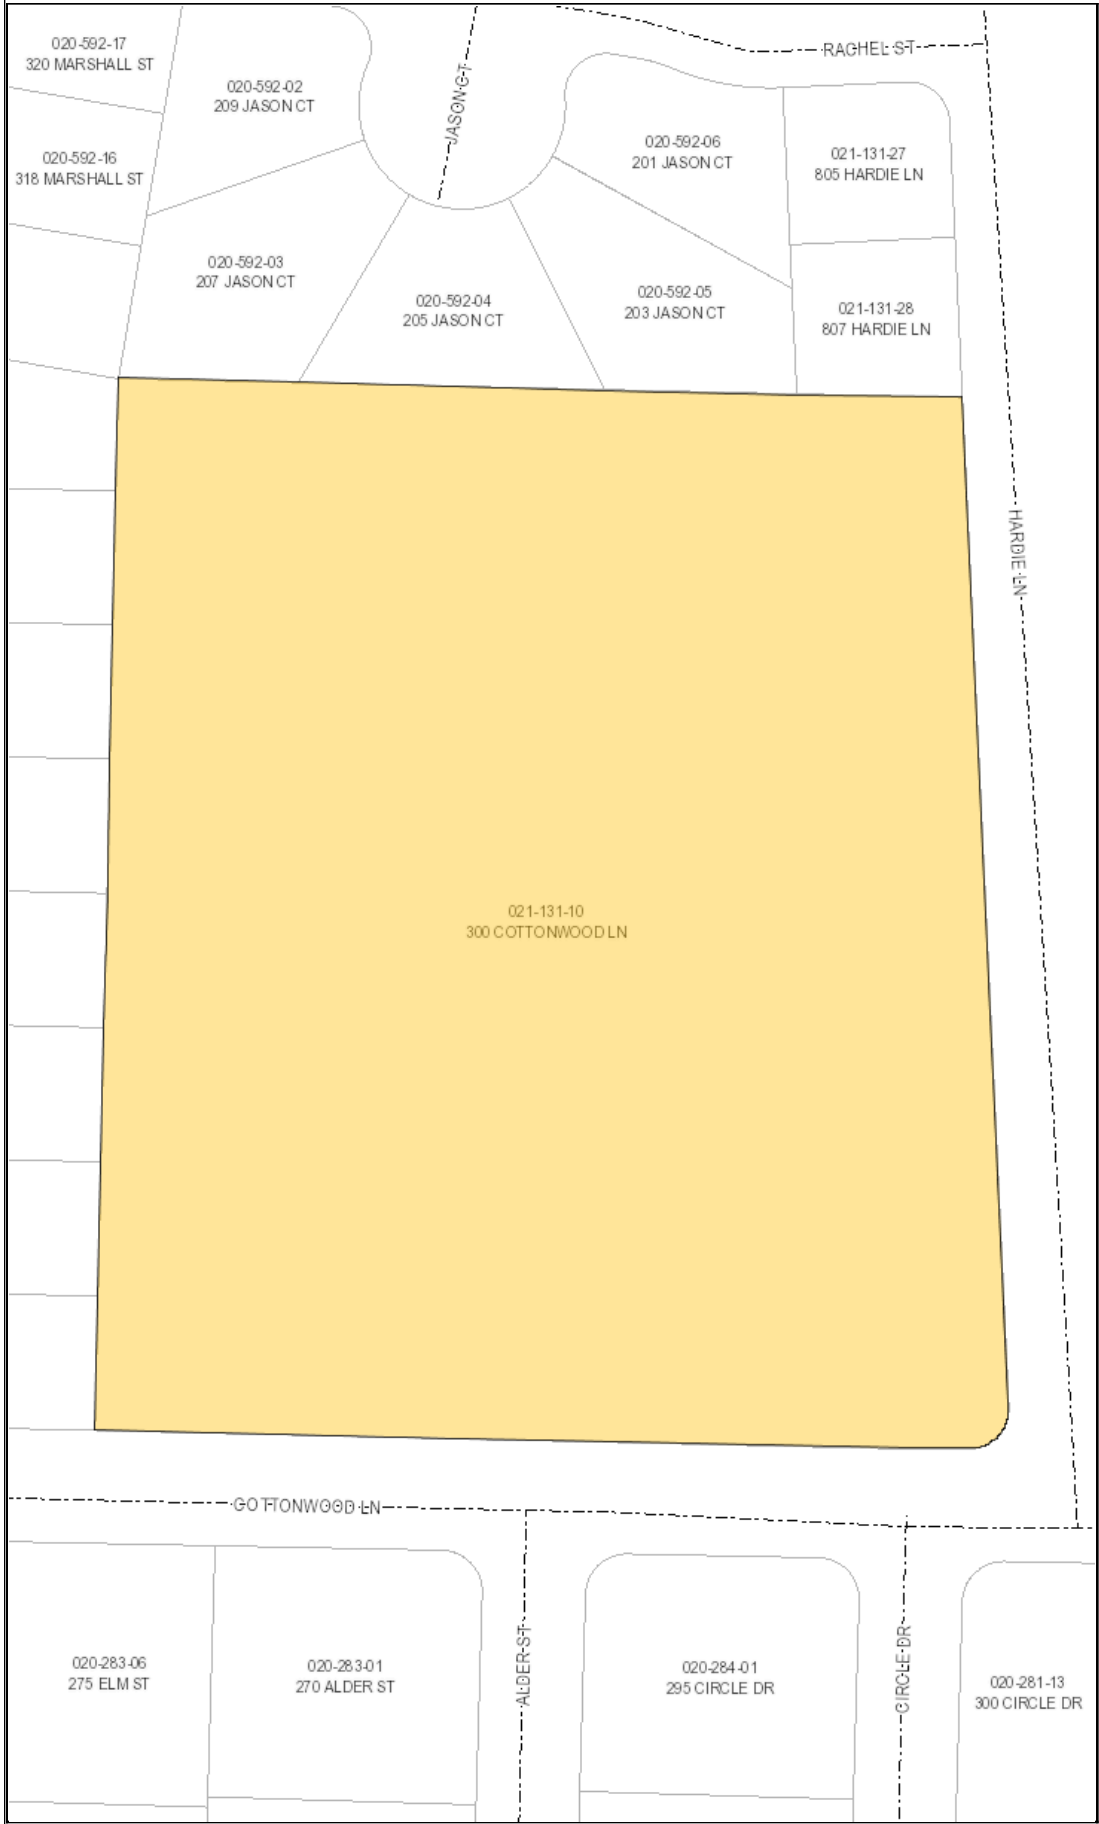 020-592-17
320 MARSHALL ST
020-592-02
209 JASON CT
JASON CT
RACHEL ST
020-592-06
201 JASON CT
021-131-27
805 HARDIE LN
020-592-16
318 MARSHALL ST
020-592-03
207 JASON CT
020-592-04
205 JASON CT
020-592-05
203 JASON CT
021-131-28
807 HARDIE LN
HARDIE LN
021-131-10
300 COTTONWOOD LN
COTTONWOOD LN
020-283-06
275 ELM ST
020-283-01
270 ALDER ST
ALDER ST
020-284-01
295 CIRCLE DR
CIRCLE DR
020-281-13
300 CIRCLE DR